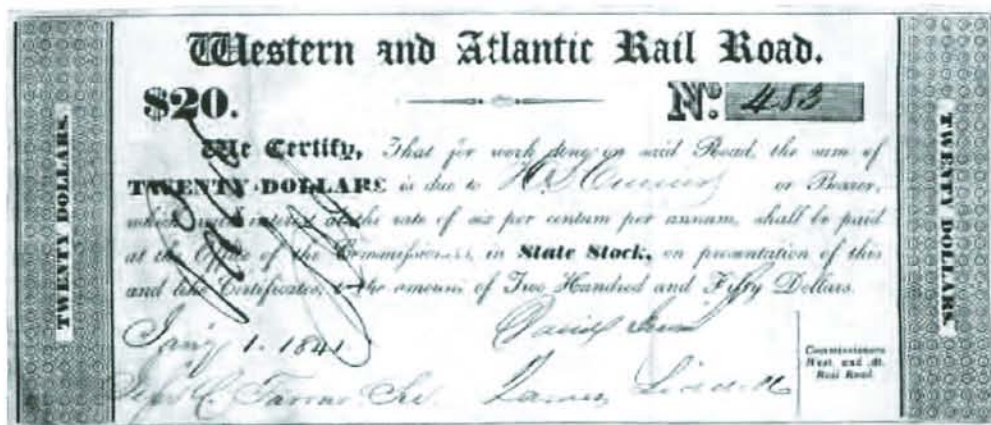 Western and Atlantic Rail Road.
$20.
No. 483
We Certify, That for work done on said Road, the sum of
TWENTY DOLLARS is due to H. S. or Bearer,
which with interest at the rate of six per centum per annum, shall be paid
at the Office of the Commissioners, in State Stock, on presentation of this
and like Certificates, to the amount of Two Hundred and Fifty Dollars.
Jany 1. 1841
Daniel
C. James
Commissioners
West. and At.
Rail Road.
TWENTY DOLLARS.
TWENTY DOLLARS